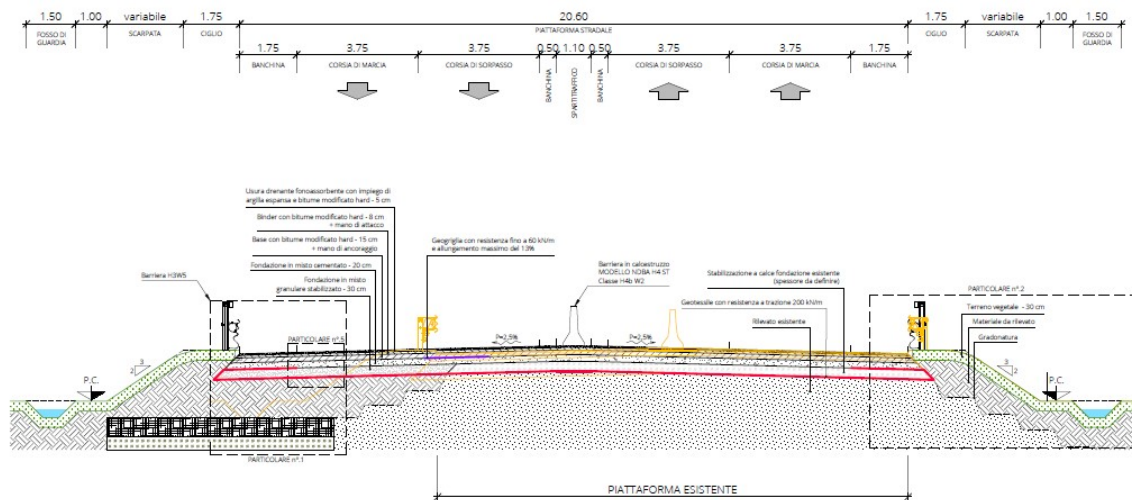 1.50 1.00 variabile 1.75 20.60 1.75 variabile 1.00 1.50
FOSSO DI GUARDIA SCARPATA CIGLIO PIATTAFORMA STRADALE CIGLIO SCARPATA FOSSO DI GUARDIA
1.75 3.75 3.75 0.50 1.10 0.50 3.75 3.75 1.75
BANCHINA CORSIA DI MARCIA CORSIA DI SORPASSO BANCHINA SPARTITRAFFICO BANCHINA CORSIA DI SORPASSO CORSIA DI MARCIA BANCHINA
Usura drenante fonoassorbente con impiego di
argilla espansa e bitume modificato hard - 5 cm
Binder con bitume modificato hard - 8 cm
+ mano di attacco
Base con bitume modificato hard - 15 cm
+ mano di ancoraggio
Fondazione in misto cementato - 20 cm
Fondazione in misto
granulare stabilizzato - 30 cm
Barriera H3W5
Geogriglia con resistenza fino a 60 kN/m
e allungamento massimo del 13%
Barriera in calcestruzzo
MODELLO NDBA H4 ST
Classe H4b W2
Stabilizzazione a calce fondazione esistente
(spessore da definire)
Geotessile con resistenza a trazione 200 kN/m
Rilevato esistente
PARTICOLARE n°.2
Terreno vegetale - 30 cm
Materiale da rilevato
Gradonatura
PARTICOLARE n°.5
P=2,5% P=2,5%
3
2
3
2
P.C.
P.C.
PARTICOLARE n°.1
PIATTAFORMA ESISTENTE